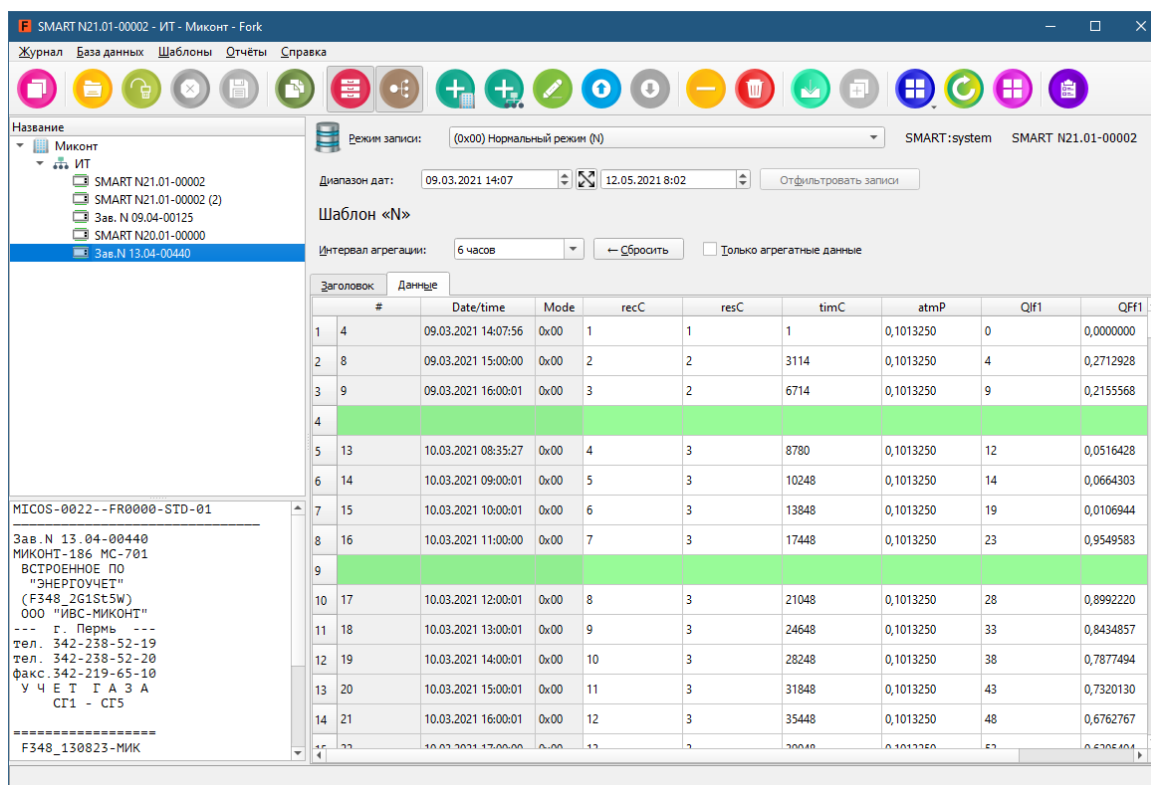 SMART N21.01-00002 - ИТ - Миконт - Fork
Журнал База данных Шаблоны Отчёты Справка
Название
Миконт
ИТ
SMART N21.01-00002
SMART N21.01-00002 (2)
Зав. N 09.04-00125
SMART N20.01-00000
Зав.N 13.04-00440
MICOS-0022--FR0000-STD-01
Зав.N 13.04-00440
МИКОНТ-186 МС-701
ВСТРОЕННОЕ ПО
"ЭНЕРГОУЧЕТ"
(F348_2G1St5W)
ООО "ИВС-МИКОНТ"
--- г. Пермь ---
тел. 342-238-52-19
тел. 342-238-52-20
факс.342-219-65-10
У Ч Е Т Г А З А
СГ1 - СГ5
==================
F348_130823-МИК
Режим записи: (0x00) Нормальный режим (N) SMART:system SMART N21.01-00002
Диапазон дат: 09.03.2021 14:07 12.05.2021 8:02 Отфильтровать записи
Шаблон «N»
Интервал агрегации: 6 часов ← Сбросить Только агрегатные данные
Заголовок Данные
# Date/time Mode recC resC timC atmP QIf1 QFf1
1 4 09.03.2021 14:07:56 0x00 1 1 1 0,1013250 0 0,0000000
2 8 09.03.2021 15:00:00 0x00 2 2 3114 0,1013250 4 0,2712928
3 9 09.03.2021 16:00:01 0x00 3 2 6714 0,1013250 9 0,2155568
4
5 13 10.03.2021 08:35:27 0x00 4 3 8780 0,1013250 12 0,0516428
6 14 10.03.2021 09:00:01 0x00 5 3 10248 0,1013250 14 0,0664303
7 15 10.03.2021 10:00:01 0x00 6 3 13848 0,1013250 19 0,0106944
8 16 10.03.2021 11:00:00 0x00 7 3 17448 0,1013250 23 0,9549583
9
10 17 10.03.2021 12:00:01 0x00 8 3 21048 0,1013250 28 0,8992220
11 18 10.03.2021 13:00:01 0x00 9 3 24648 0,1013250 33 0,8434857
12 19 10.03.2021 14:00:01 0x00 10 3 28248 0,1013250 38 0,7877494
13 20 10.03.2021 15:00:01 0x00 11 3 31848 0,1013250 43 0,7320130
14 21 10.03.2021 16:00:01 0x00 12 3 35448 0,1013250 48 0,6762767